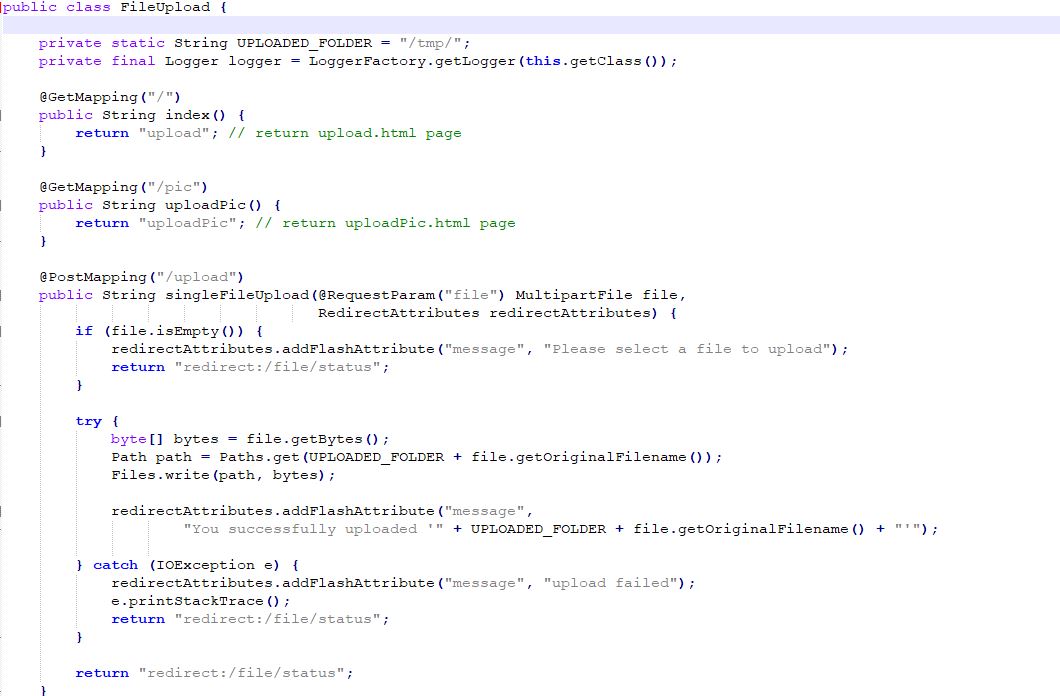 public class FileUpload {
private static String UPLOADED_FOLDER = "/tmp/";
private final Logger logger = LoggerFactory.getLogger(this.getClass());
@GetMapping("/")
public String index() {
return "upload"; // return upload.html page
}
@GetMapping("/pic")
public String uploadPic() {
return "uploadPic"; // return uploadPic.html page
}
@PostMapping("/upload")
public String singleFileUpload(@RequestParam("file") MultipartFile file,
RedirectAttributes redirectAttributes) {
if (file.isEmpty()) {
redirectAttributes.addFlashAttribute("message", "Please select a file to upload");
return "redirect:/file/status";
}
try {
byte[] bytes = file.getBytes();
Path path = Paths.get(UPLOADED_FOLDER + file.getOriginalFilename());
Files.write(path, bytes);
redirectAttributes.addFlashAttribute("message",
"You successfully uploaded '" + UPLOADED_FOLDER + file.getOriginalFilename() + "'");
} catch (IOException e) {
redirectAttributes.addFlashAttribute("message", "upload failed");
e.printStackTrace();
return "redirect:/file/status";
}
return "redirect:/file/status";
}